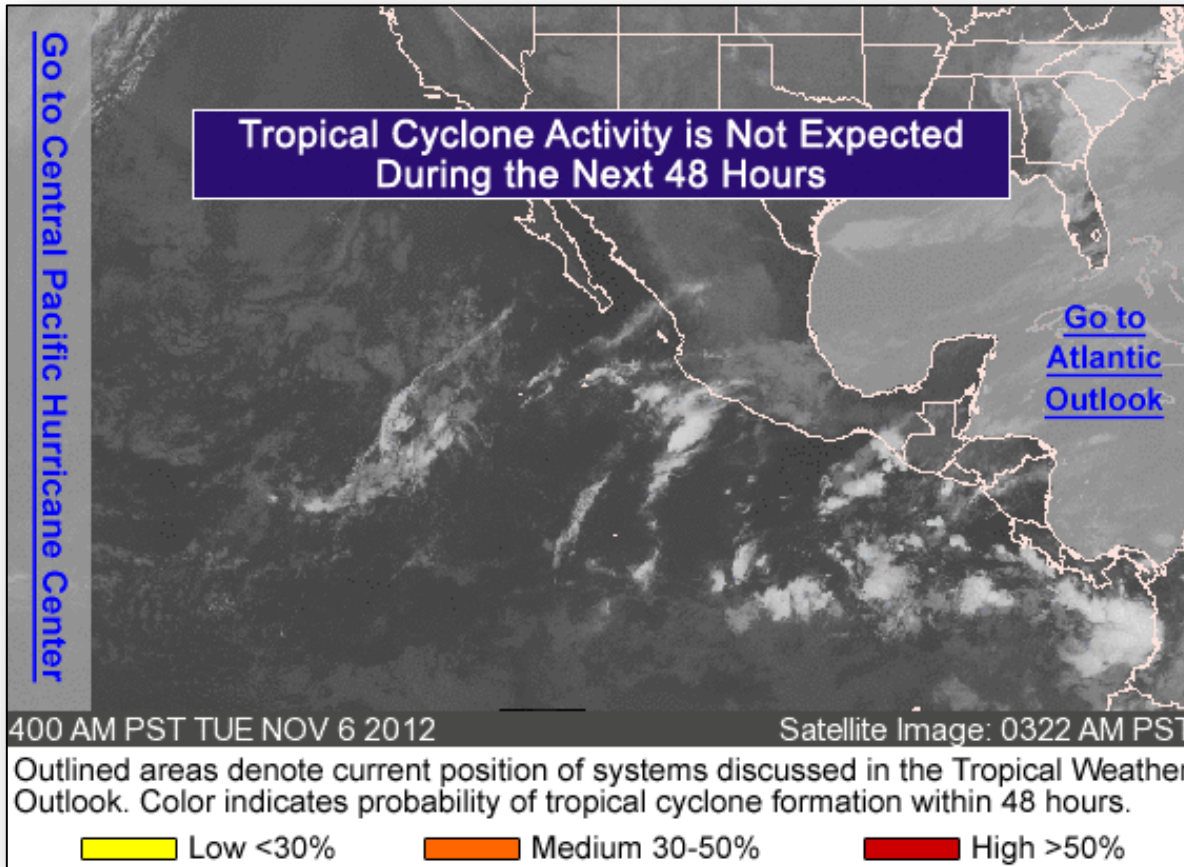 Go to Central Pacific Hurricane Center
Tropical Cyclone Activity is Not Expected
During the Next 48 Hours
Go to
Atlantic
Outlook
400 AM PST TUE NOV 6 2012
Satellite Image: 0322 AM PST
Outlined areas denote current position of systems discussed in the Tropical Weather
Outlook. Color indicates probability of tropical cyclone formation within 48 hours.
Low <30%
Medium 30-50%
High >50%